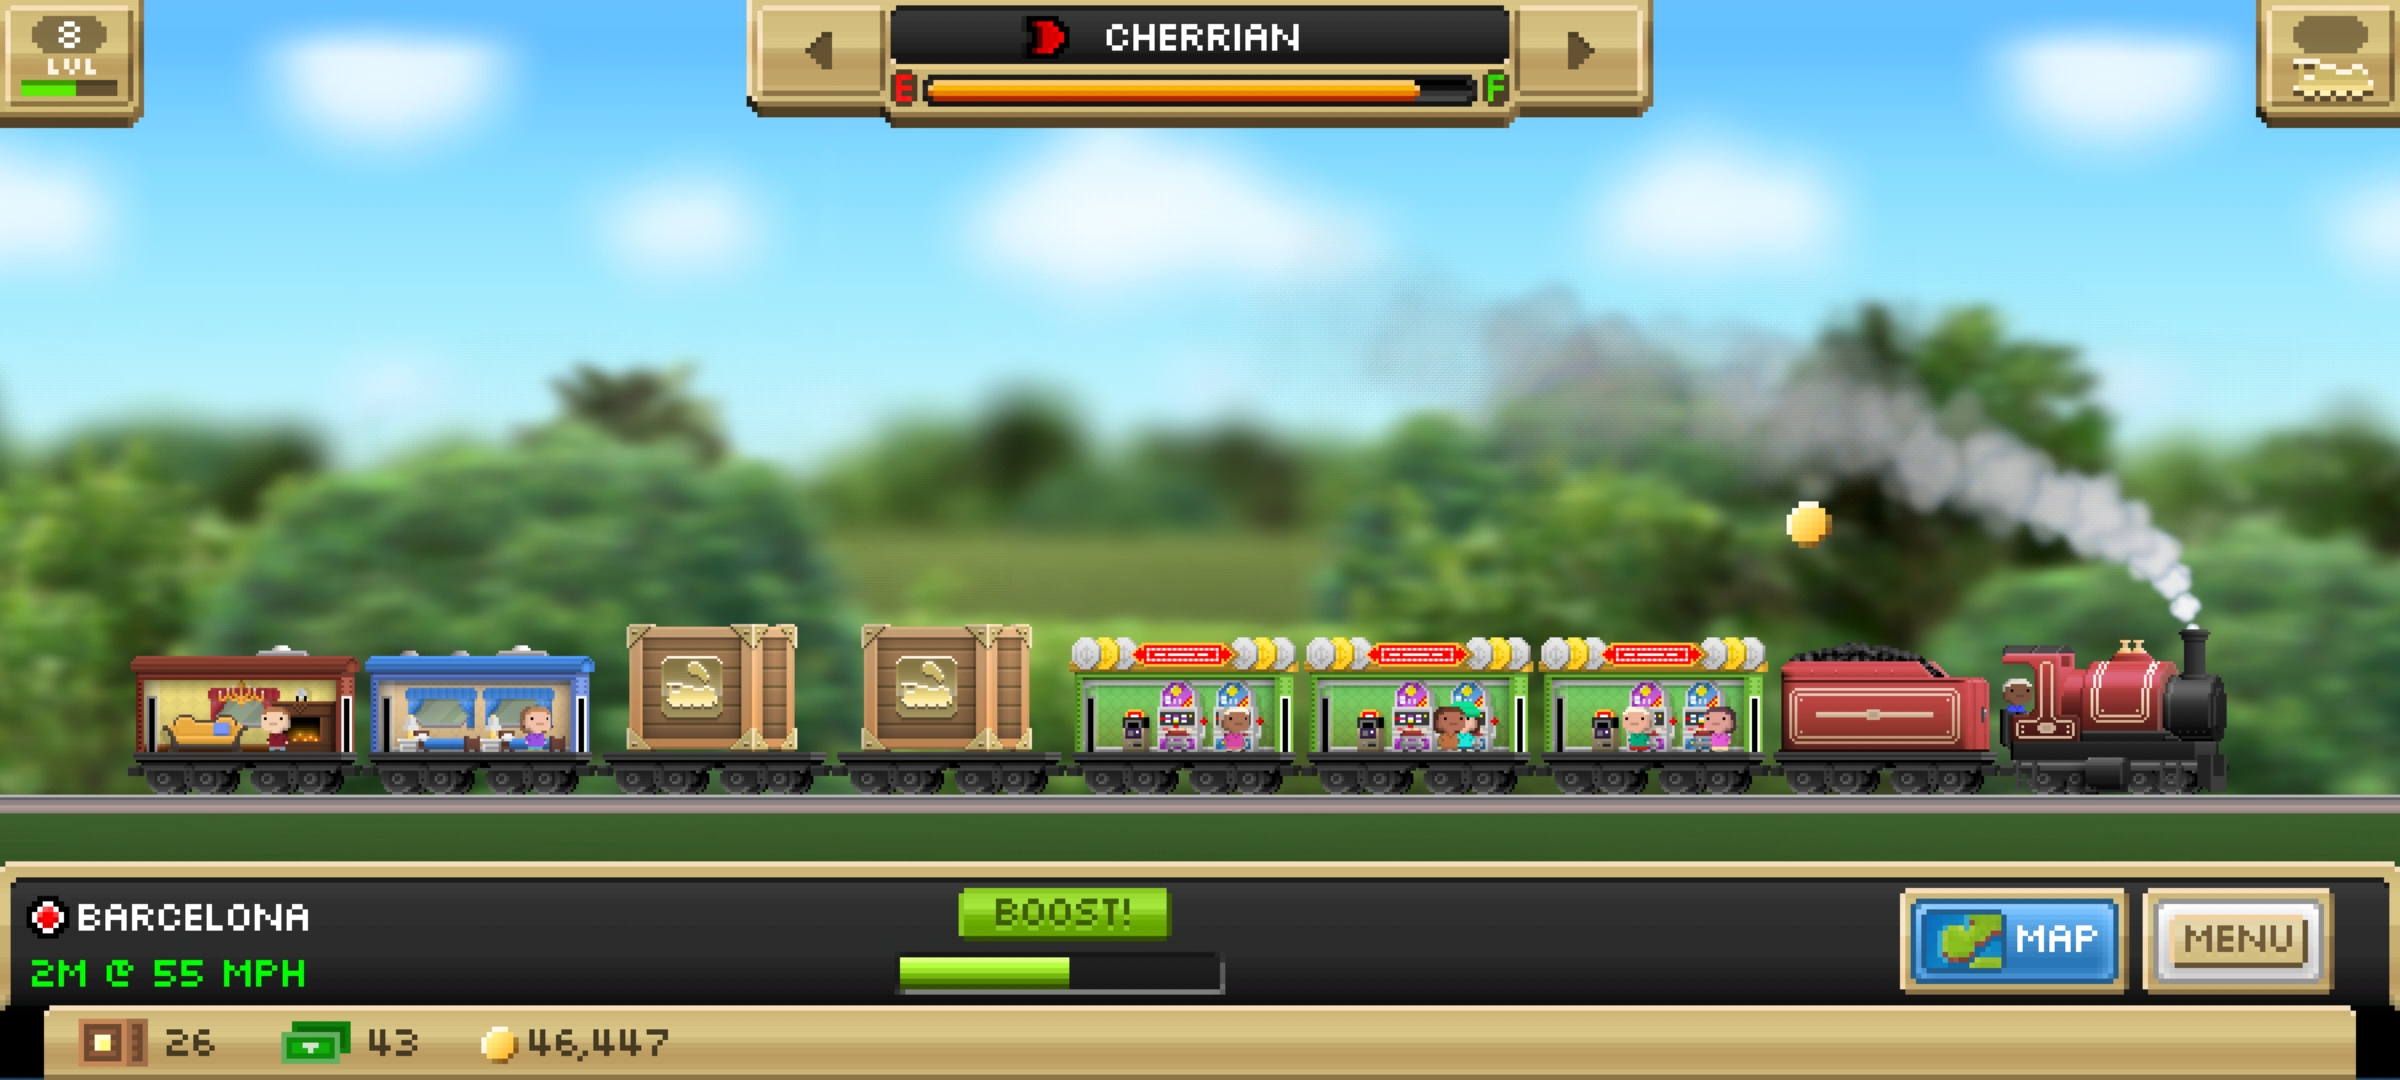 8
LVL
CHERRIAN
E F
BARCELONA
2M @ 55 MPH
BOOST!
MAP
MENU
26
43
46,447